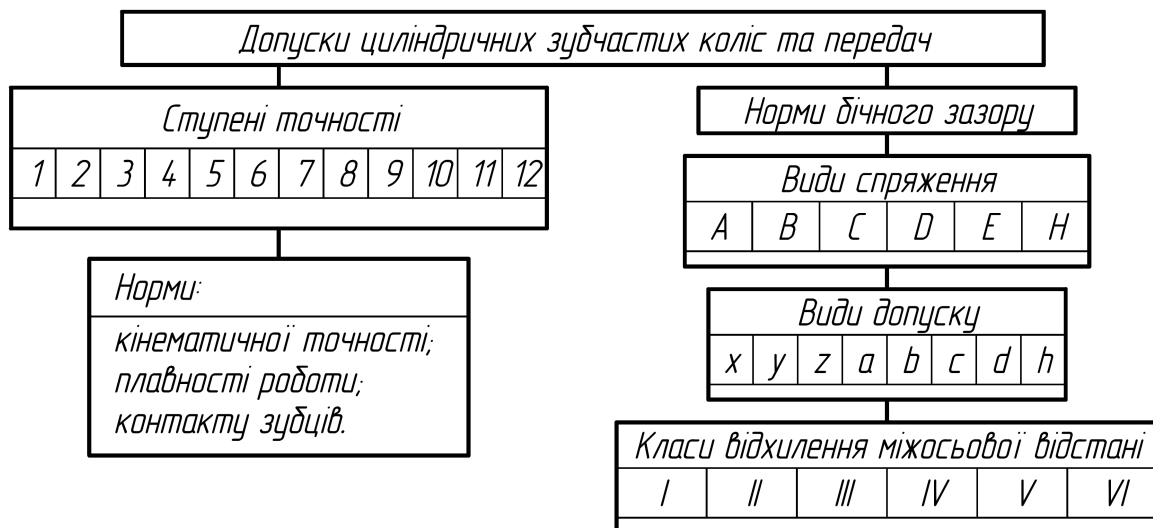 Допуски циліндричних зубчастих коліс та передач
Ступені точності
1 2 3 4 5 6 7 8 9 10 11 12
Норми:
кінематичної точності;
плавності роботи;
контакту зубців.
Норми бічного зазору
Види спряження
A B C D E H
Види допуску
x y z a b c d h
Класи відхилення міжосьової відстані
I II III IV V VI